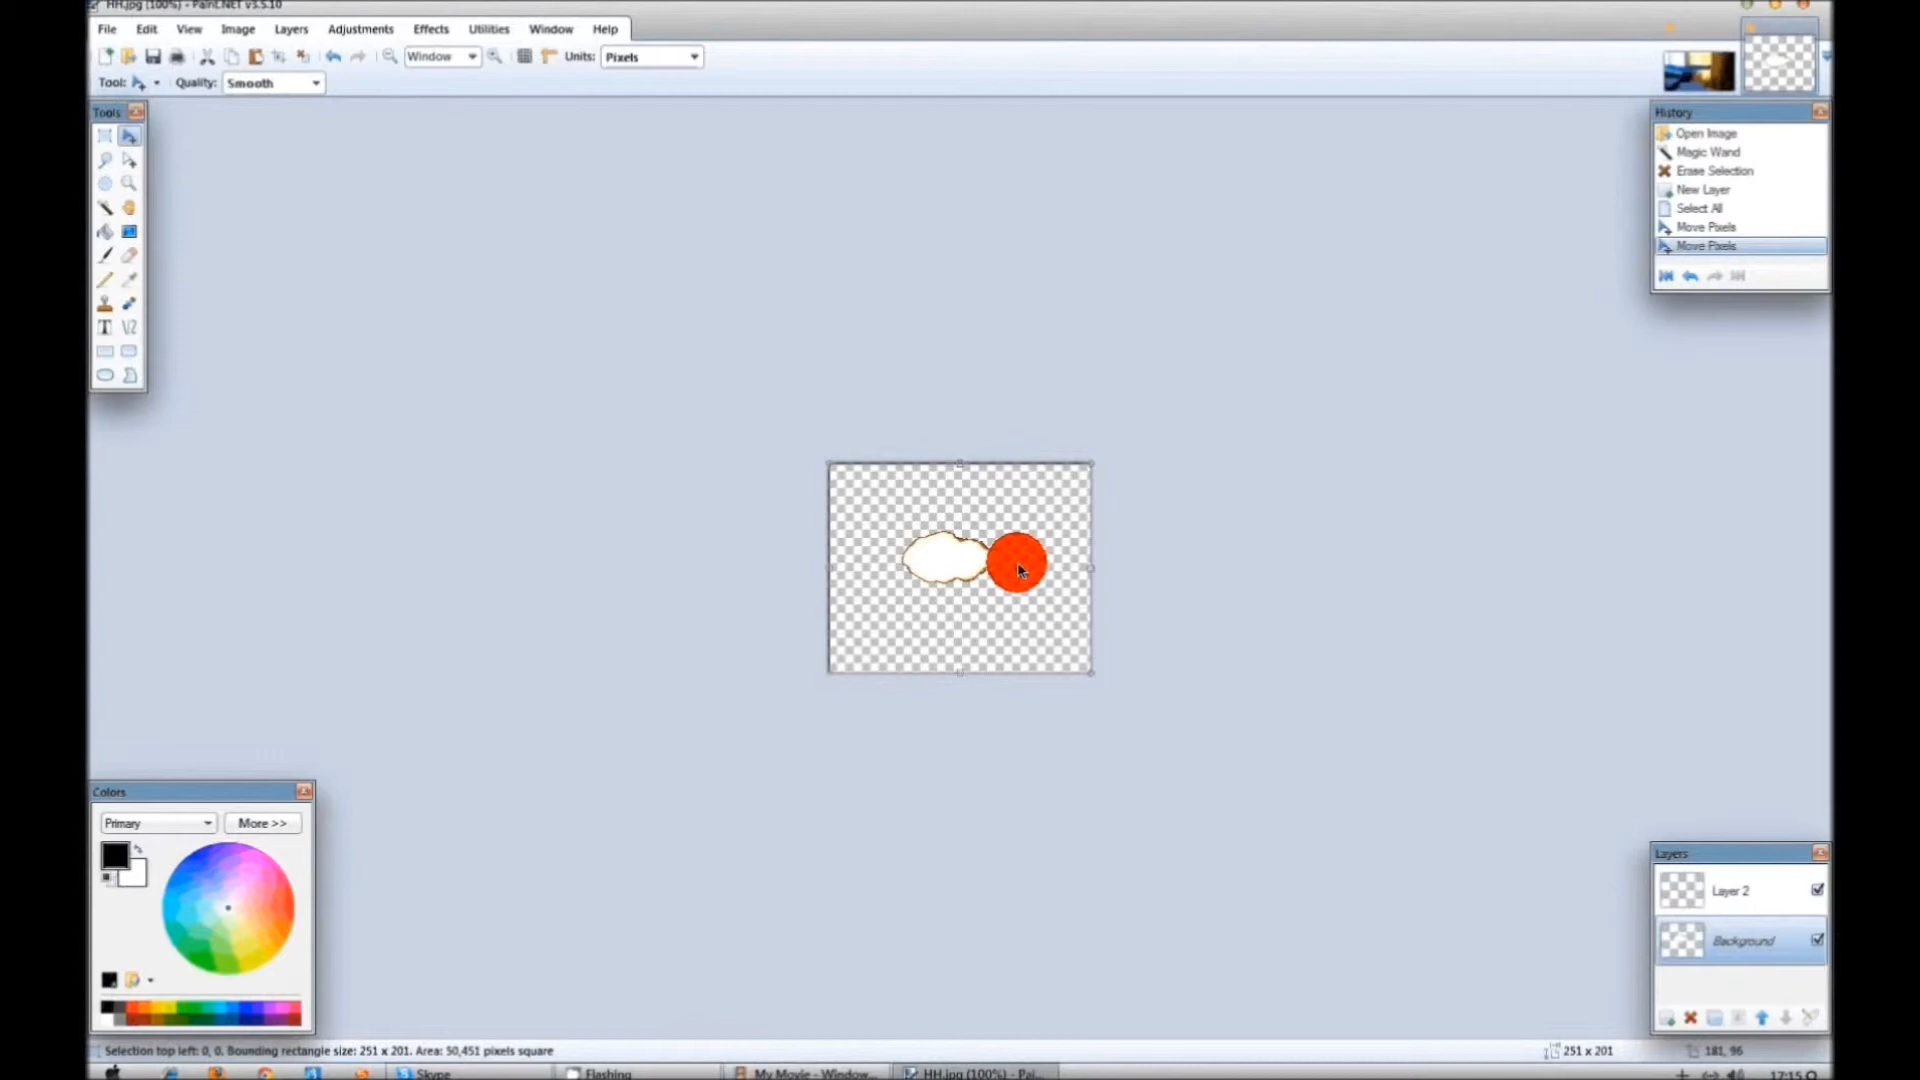 HH.jpg (100%) - Paint.NET v3.5.10
File Edit View Image Layers Adjustments Effects Utilities Window Help
Window Units: Pixels
Tool: Quality: Smooth
Tools
History
Open Image
Magic Wand
Erase Selection
New Layer
Select All
Move Pixels
Move Pixels
Colors
Primary More >>
Layers
Layer 2
Background
Selection top left: 0, 0. Bounding rectangle size: 251 x 201. Area: 50,451 pixels square
251 x 201 181, 96
Skype Flashing My Movie - Window... HH.jpg (100%) - Pai... 17:15